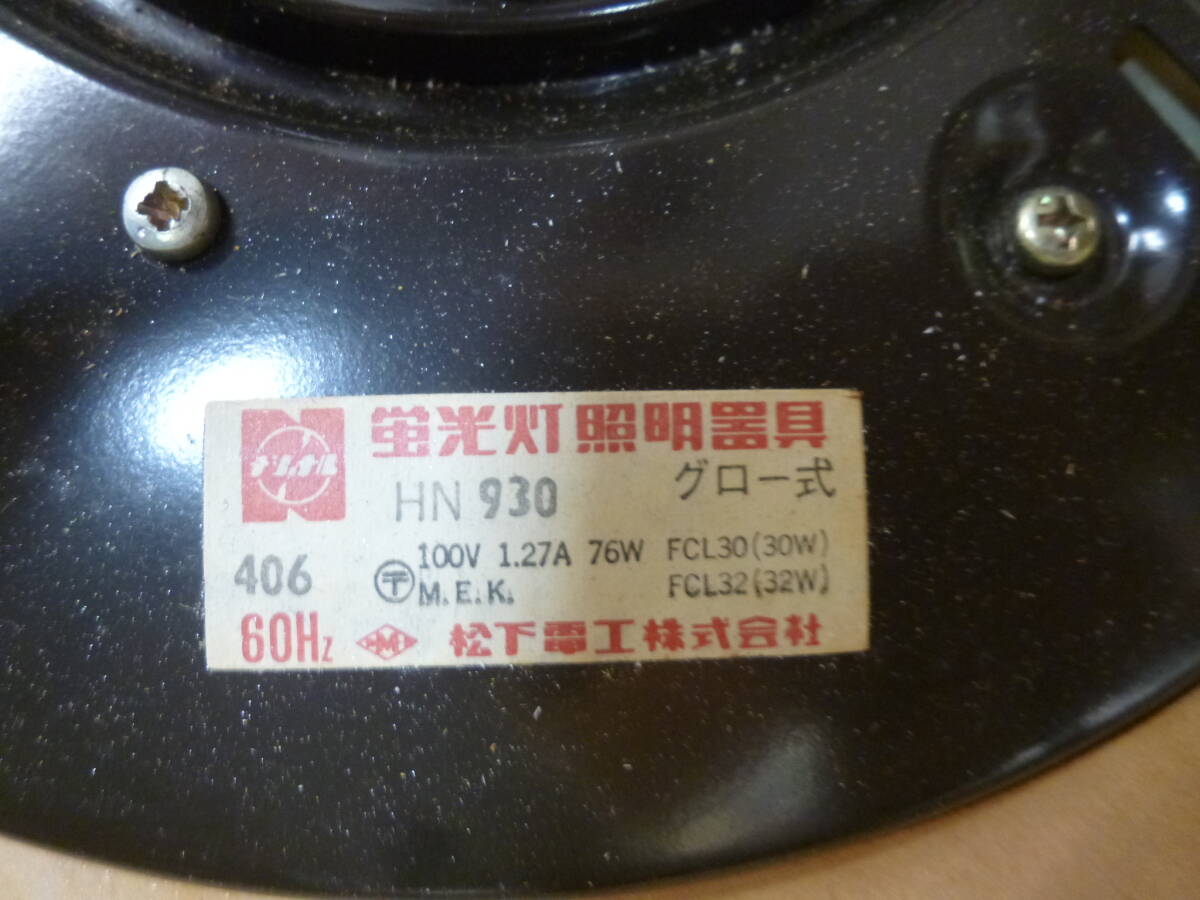 ナショナル
蛍光灯照明器具
HN 930 グロー式
406
100V 1.27A 76W FCL30(30W)
〒 M.E.K. FCL32(32W)
60Hz M 松下電工株式会社